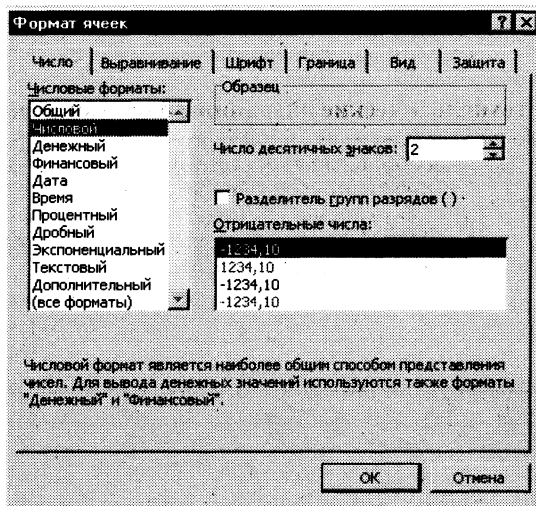 Формат ячеек
Число Выравнивание Шрифт Граница Вид Защита
Числовые форматы:
Общий
Числовой
Денежный
Финансовый
Дата
Время
Процентный
Дробный
Экспоненциальный
Текстовый
Дополнительный
(все форматы)
Образец
Число десятичных знаков: 2
Разделитель групп разрядов ( )
Отрицательные числа:
-1234,10
1234,10
-1234,10
-1234,10
Числовой формат является наиболее общим способом представления
чисел. Для вывода денежных значений используются также форматы
"Денежный" и "Финансовый".
OK Отмена